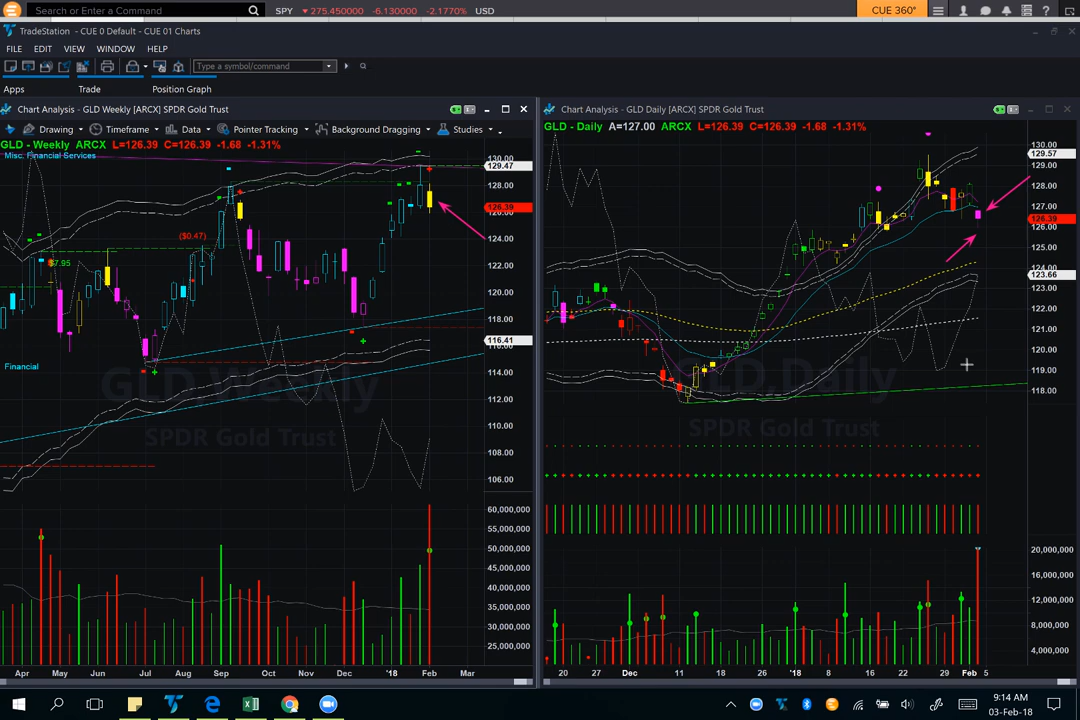 Search or Enter a Command
SPY ▾ 275.450000 -6.130000 -2.1770% USD
CUE 360°
TradeStation - CUE 0 Default - CUE 01 Charts
FILE EDIT VIEW WINDOW HELP
Type a symbol/command
Apps Trade Position Graph
Chart Analysis - GLD Weekly [ARCX] SPDR Gold Trust
Drawing Timeframe Data Pointer Tracking Background Dragging Studies
GLD - Weekly ARCX L=126.39 C=126.39 -1.68 -1.31%
Misc. Financial Services
130.00
129.47
128.00
126.39
126.00
124.00
($0.47)
$7.95
122.00
120.00
118.00
116.41
116.00
Financial
114.00
112.00
110.00
108.00
106.00
GLD,Weekly
SPDR Gold Trust
60,000,000
55,000,000
50,000,000
45,000,000
40,000,000
35,000,000
30,000,000
25,000,000
Apr May Jun Jul Aug Sep Oct Nov Dec '18 Feb Mar
Chart Analysis - GLD Daily [ARCX] SPDR Gold Trust
GLD - Daily A=127.00 ARCX L=126.39 C=126.39 -1.68 -1.31%
130.00
129.57
129.00
128.00
127.00
126.39
126.00
125.00
124.00
123.66
123.00
122.00
121.00
120.00
119.00
118.00
GLD,Daily
SPDR Gold Trust
20,000,000
16,000,000
12,000,000
8,000,000
4,000,000
20 27 Dec 11 18 26 '18 8 16 22 29 Feb 5
9:14 AM
03-Feb-18